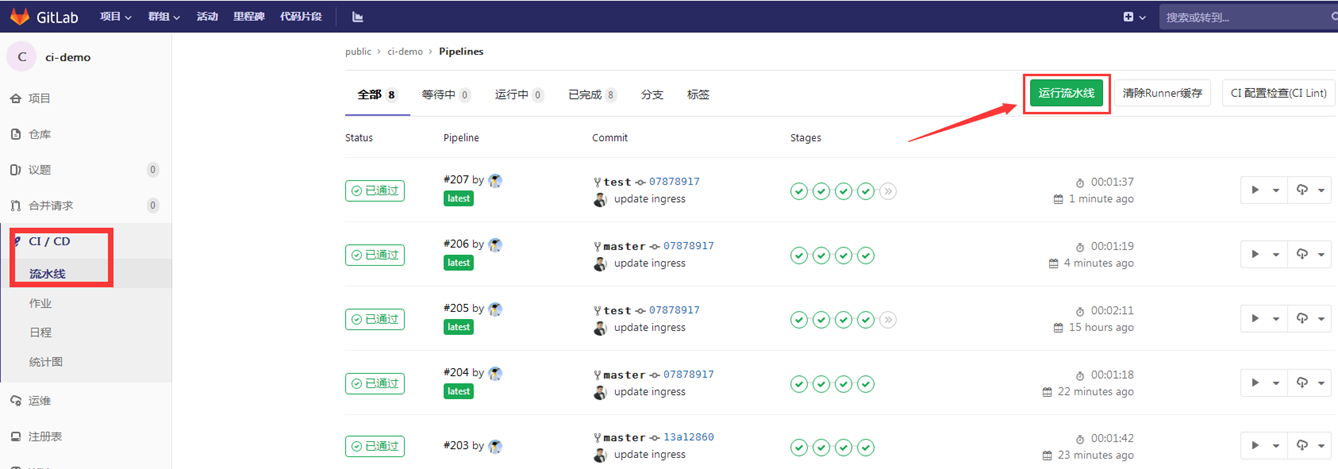 GitLab 项目 群组 活动 里程碑 代码片段 搜索或转到...
C ci-demo
项目
仓库
议题 0
合并请求 0
CI / CD
流水线
作业
日程
统计图
运维
注册表
public > ci-demo > Pipelines
全部 8 等待中 0 运行中 0 已完成 8 分支 标签 运行流水线 清除Runner缓存 CI 配置检查(CI Lint)
Status Pipeline Commit Stages
已通过 #207 by test 07878917 00:01:37
latest update ingress 1 minute ago
已通过 #206 by master 07878917 00:01:19
latest update ingress 4 minutes ago
已通过 #205 by test 07878917 00:02:11
latest update ingress 15 hours ago
已通过 #204 by master 07878917 00:01:18
latest update ingress 22 minutes ago
已通过 #203 by master 13a12860 00:01:42
update ingress 23 minutes ago